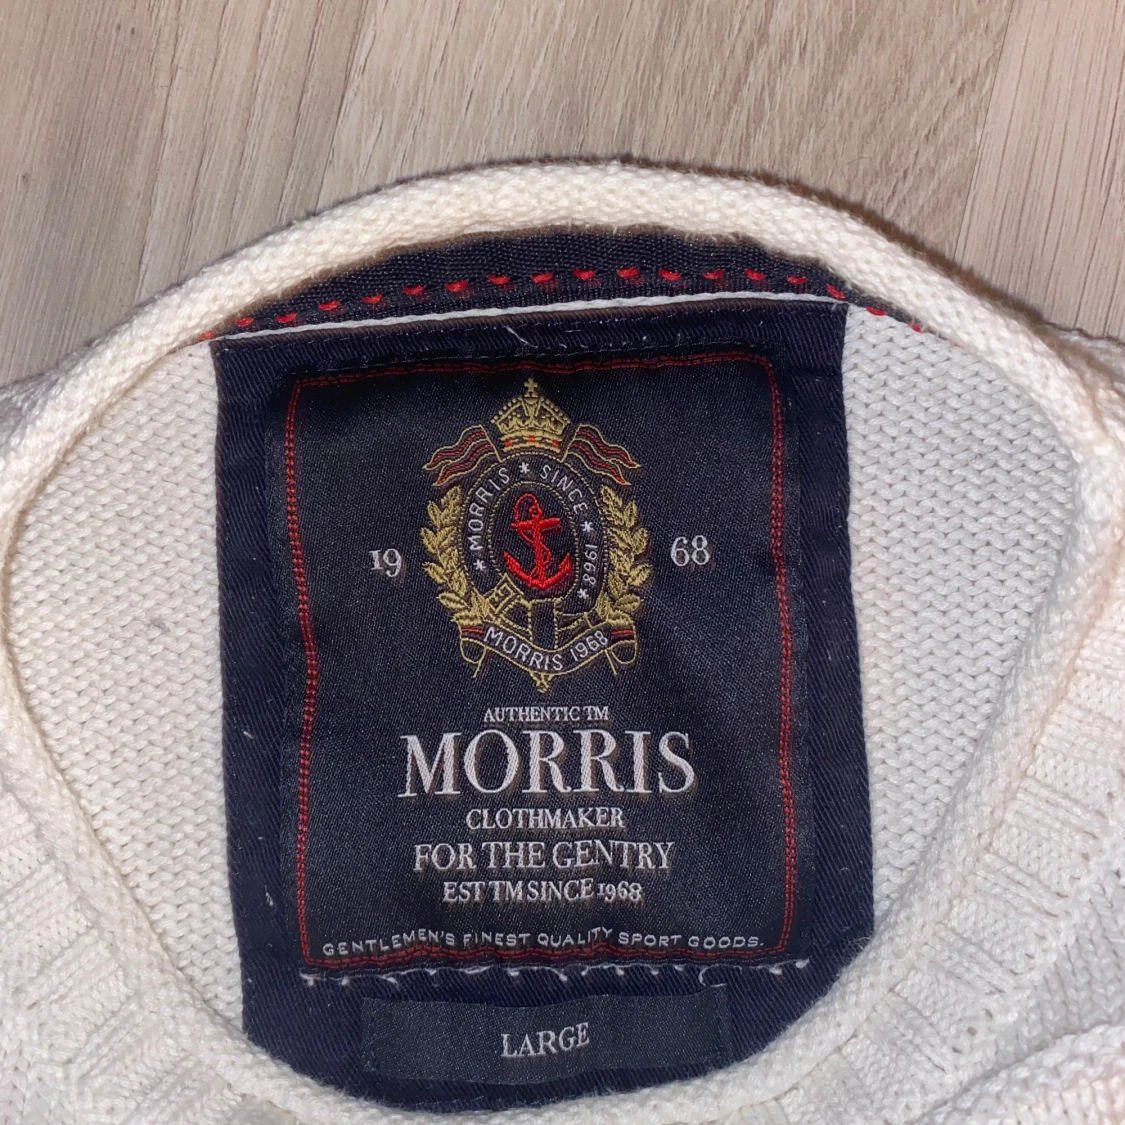 ★ MORRIS ★ SINCE ★ 1968 ★
19 68
MORRIS 1968
AUTHENTIC TM
MORRIS
CLOTHMAKER
FOR THE GENTRY
EST TM SINCE 1968
GENTLEMEN'S FINEST QUALITY SPORT GOODS.
LARGE